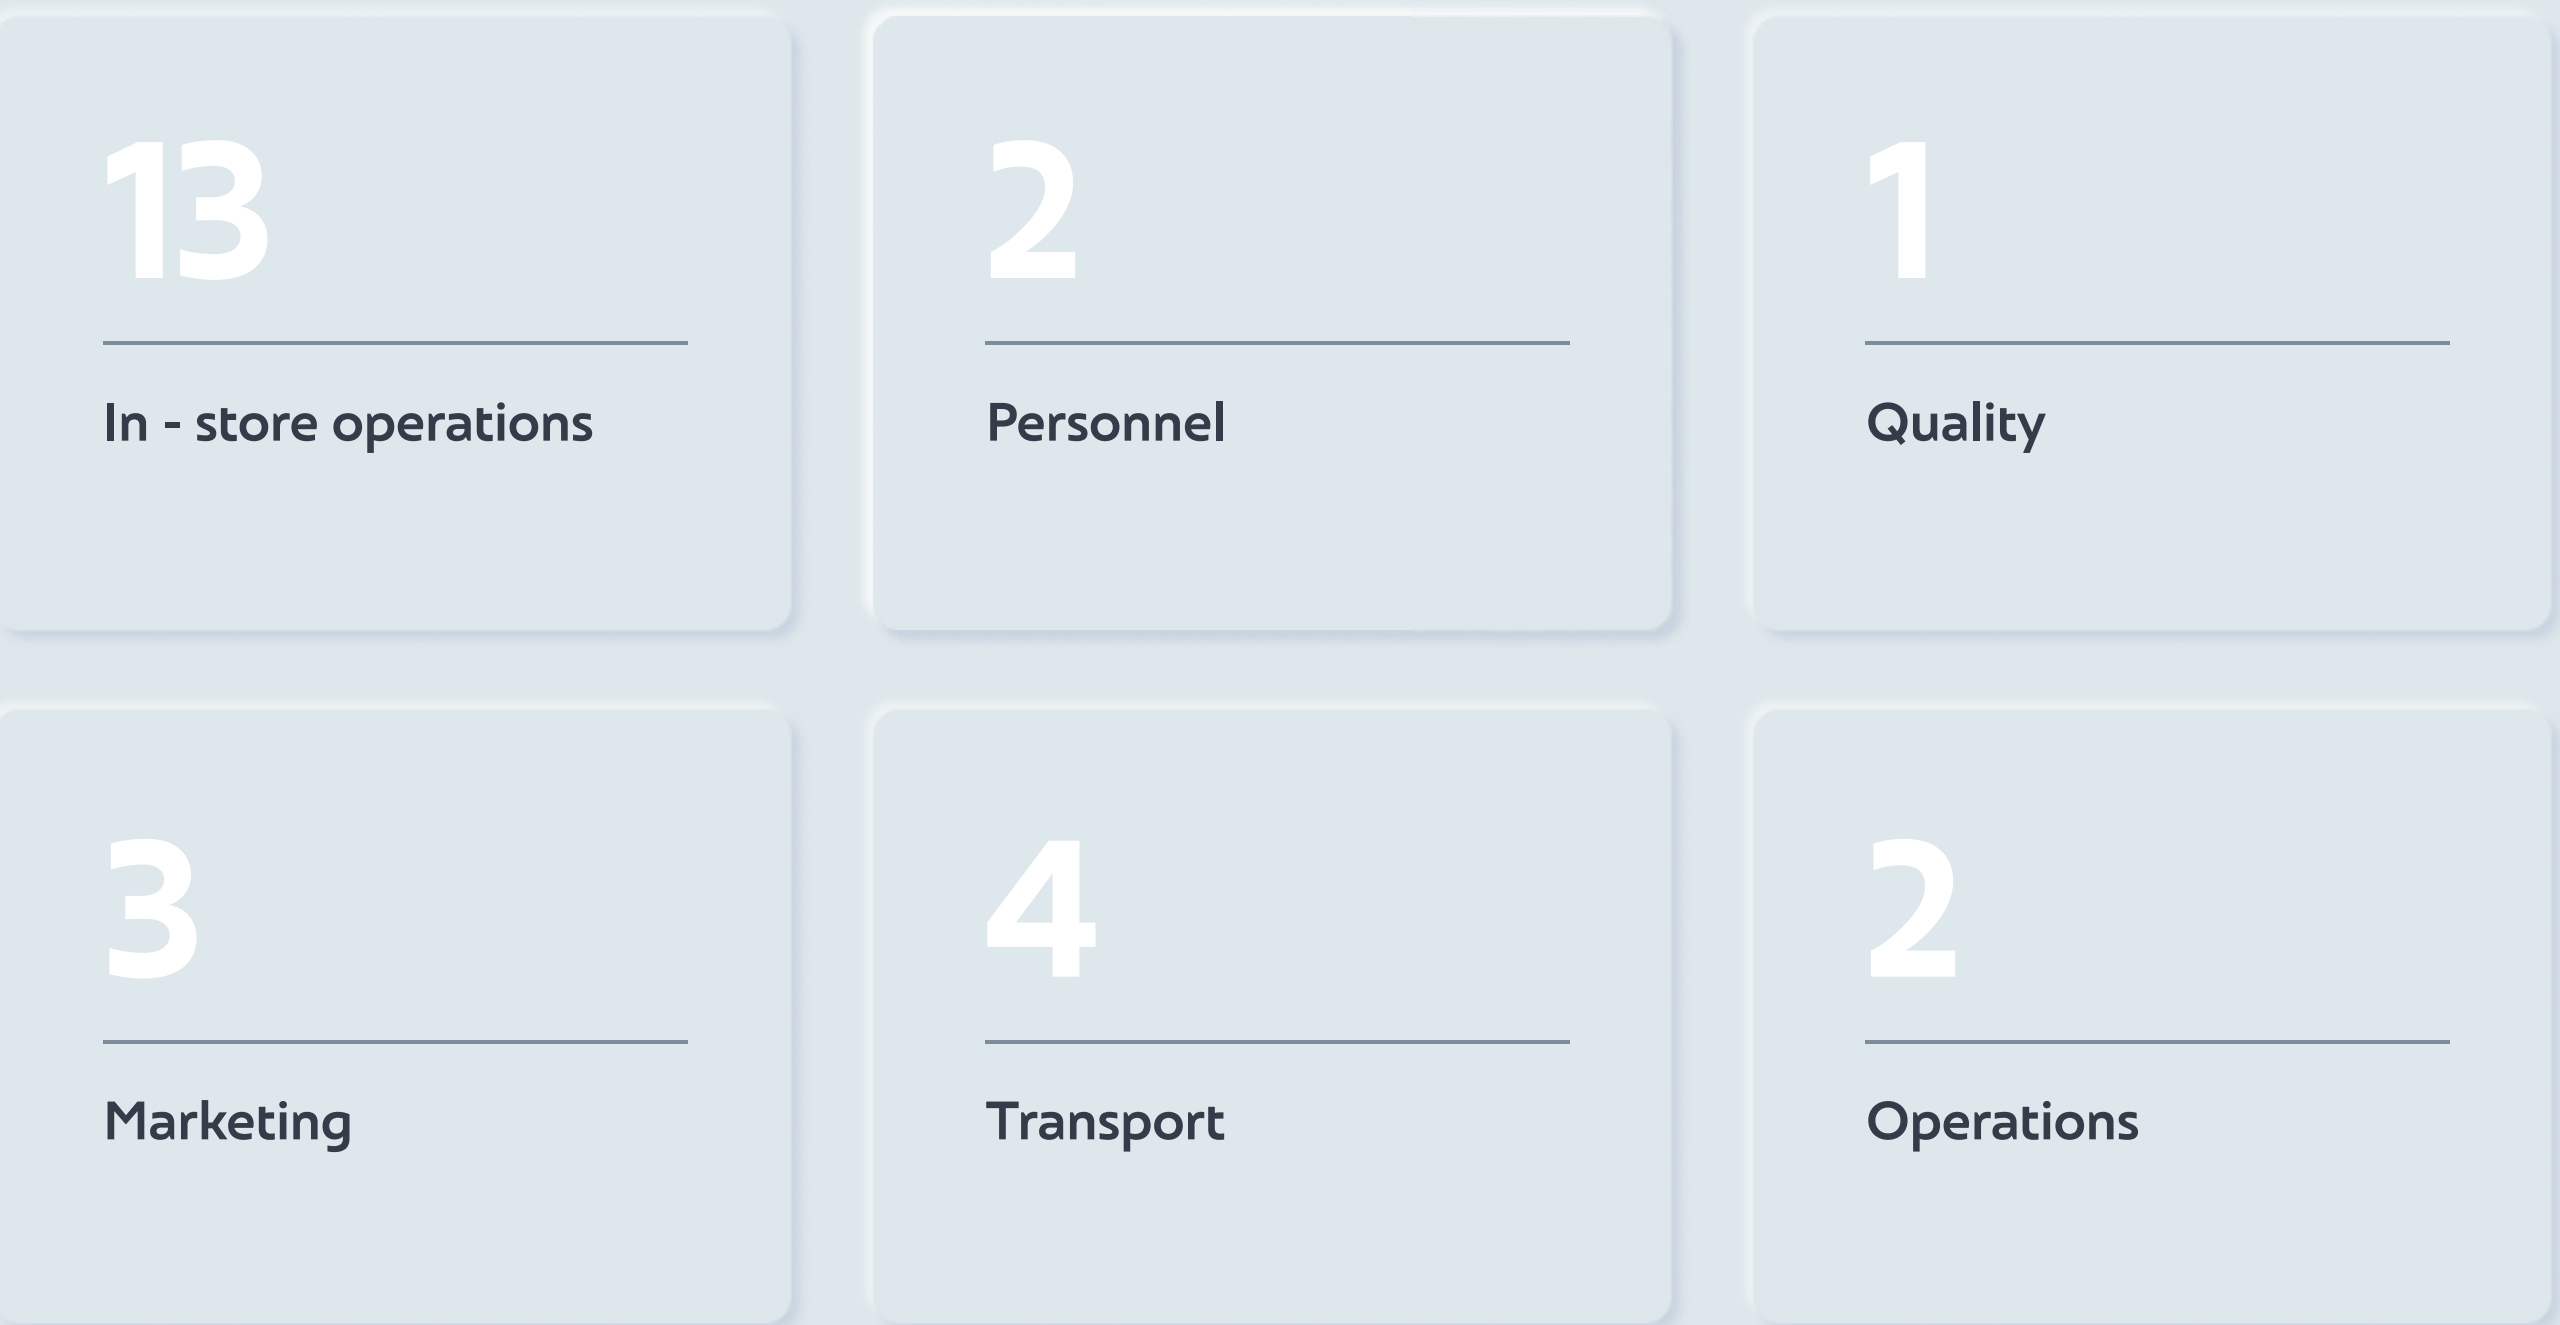 13
In - store operations
2
Personnel
1
Quality
3
Marketing
4
Transport
2
Operations